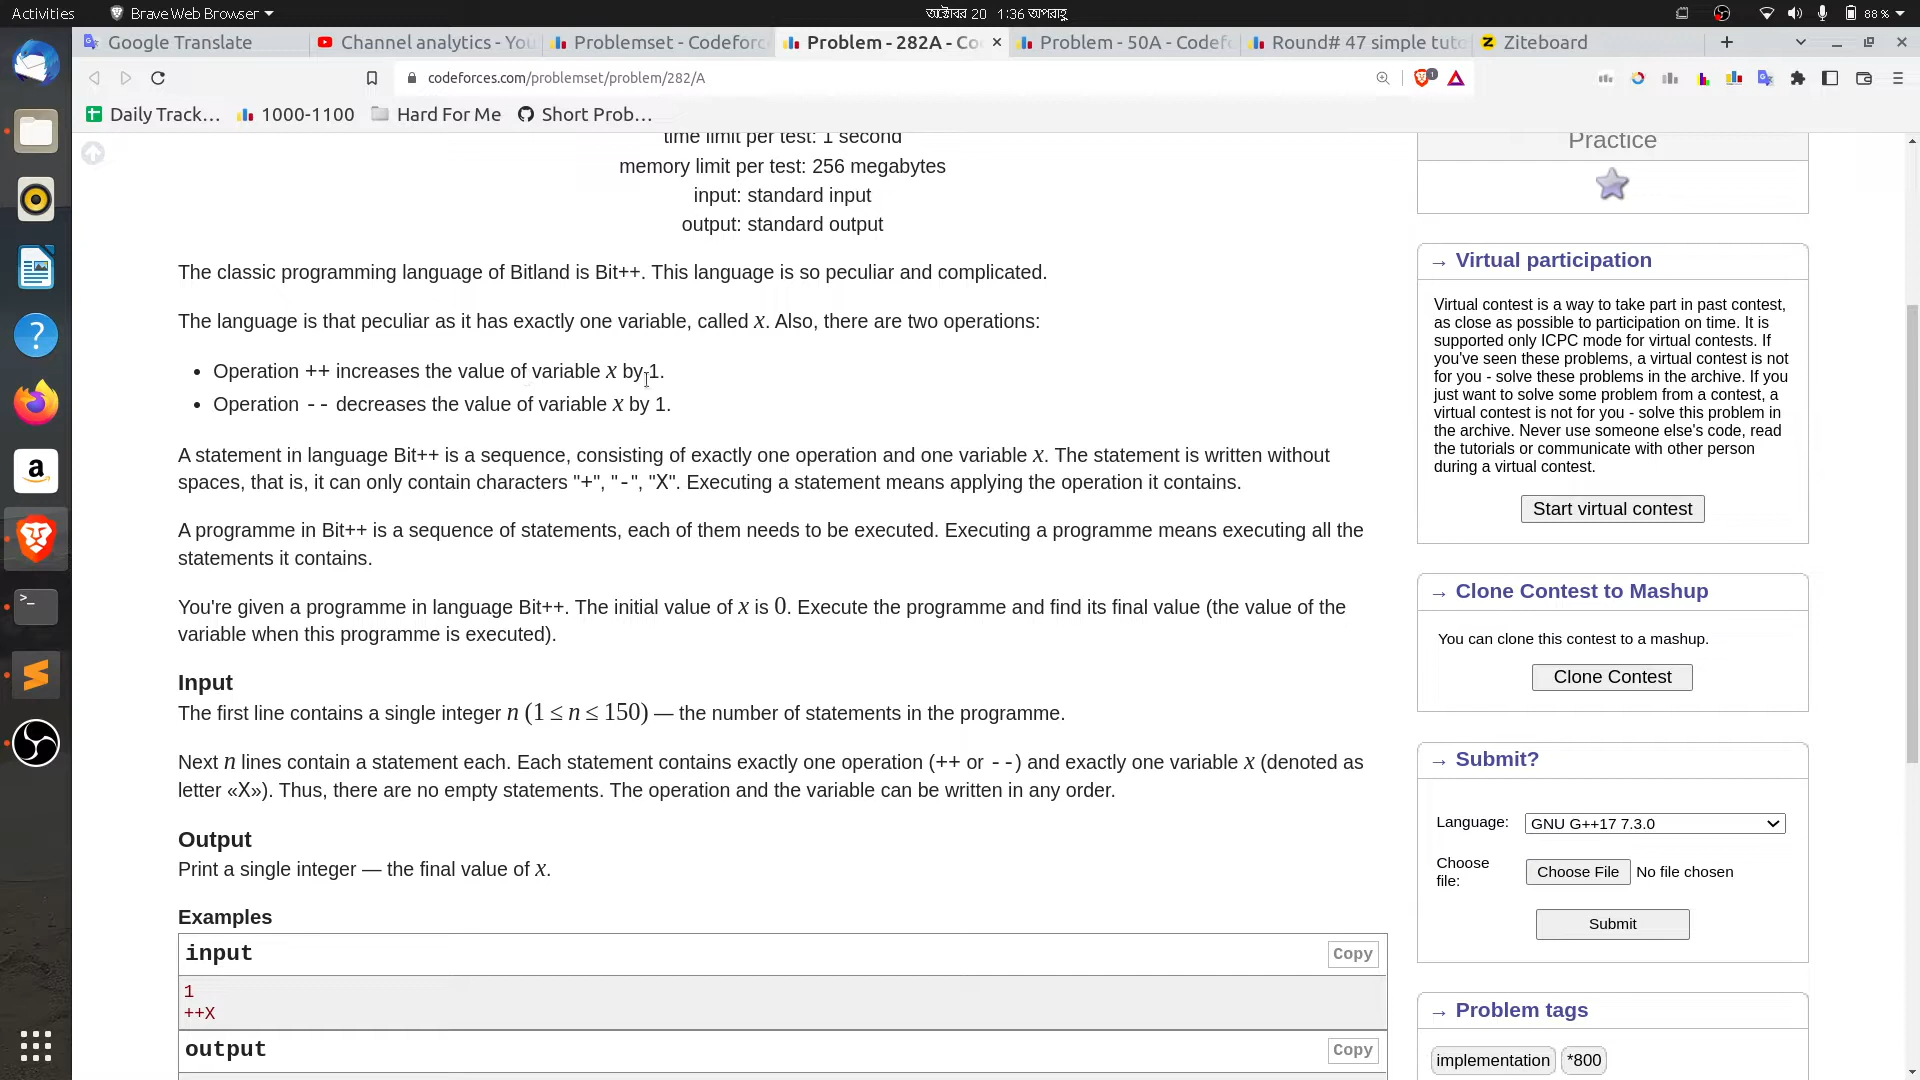 Activities
Brave Web Browser
অক্টোবর 20 1:36 অপরাহ্ণ
88 %
Google Translate
Channel analytics - You
Problemset - Codeforc
Problem - 282A - Co
Problem - 50A - Codef
Round# 47 simple tuto
Ziteboard
codeforces.com/problemset/problem/282/A
1
Daily Track…
1000-1100
Hard For Me
Short Prob…
time limit per test: 1 second
memory limit per test: 256 megabytes
input: standard input
output: standard output
The classic programming language of Bitland is Bit++. This language is so peculiar and complicated.
The language is that peculiar as it has exactly one variable, called x. Also, there are two operations:
• Operation ++ increases the value of variable x by 1.
• Operation -- decreases the value of variable x by 1.
A statement in language Bit++ is a sequence, consisting of exactly one operation and one variable x. The statement is written without
spaces, that is, it can only contain characters "+", "-", "X". Executing a statement means applying the operation it contains.
A programme in Bit++ is a sequence of statements, each of them needs to be executed. Executing a programme means executing all the
statements it contains.
You're given a programme in language Bit++. The initial value of x is 0. Execute the programme and find its final value (the value of the
variable when this programme is executed).
Input
The first line contains a single integer n (1 ≤ n ≤ 150) — the number of statements in the programme.
Next n lines contain a statement each. Each statement contains exactly one operation (++ or --) and exactly one variable x (denoted as
letter «X»). Thus, there are no empty statements. The operation and the variable can be written in any order.
Output
Print a single integer — the final value of x.
Examples
input
Copy
1
++X
output
Copy
Practice
→ Virtual participation
Virtual contest is a way to take part in past contest,
as close as possible to participation on time. It is
supported only ICPC mode for virtual contests. If
you've seen these problems, a virtual contest is not
for you - solve these problems in the archive. If you
just want to solve some problem from a contest, a
virtual contest is not for you - solve this problem in
the archive. Never use someone else's code, read
the tutorials or communicate with other person
during a virtual contest.
Start virtual contest
→ Clone Contest to Mashup
You can clone this contest to a mashup.
Clone Contest
→ Submit?
Language:
GNU G++17 7.3.0
Choose
file:
Choose File No file chosen
Submit
→ Problem tags
implementation
*800